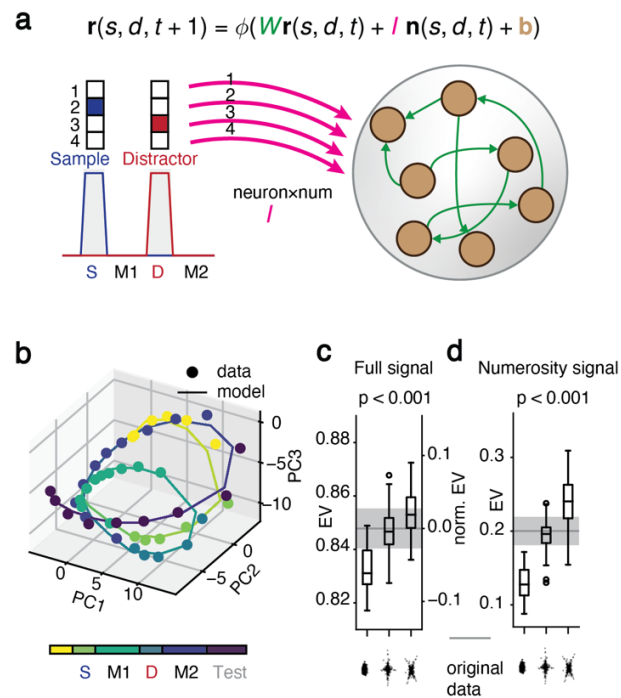 a
r(s, d, t + 1) = ϕ(Wr(s, d, t) + I n(s, d, t) + b)
1
2
3
4
Sample Distractor
1
2
3
4
neuron×num
I
S M1 D M2
b
data
model
0
−5
−10
PC3
0
−5
PC2
0 5 10
PC1
S M1 D M2 Test
c
Full signal
p < 0.001
0.88
0.86
0.84
0.82
EV
0.1
0.0
−0.1
norm. EV
d
Numerosity signal
p < 0.001
0.3
0.2
0.1
EV
original
data